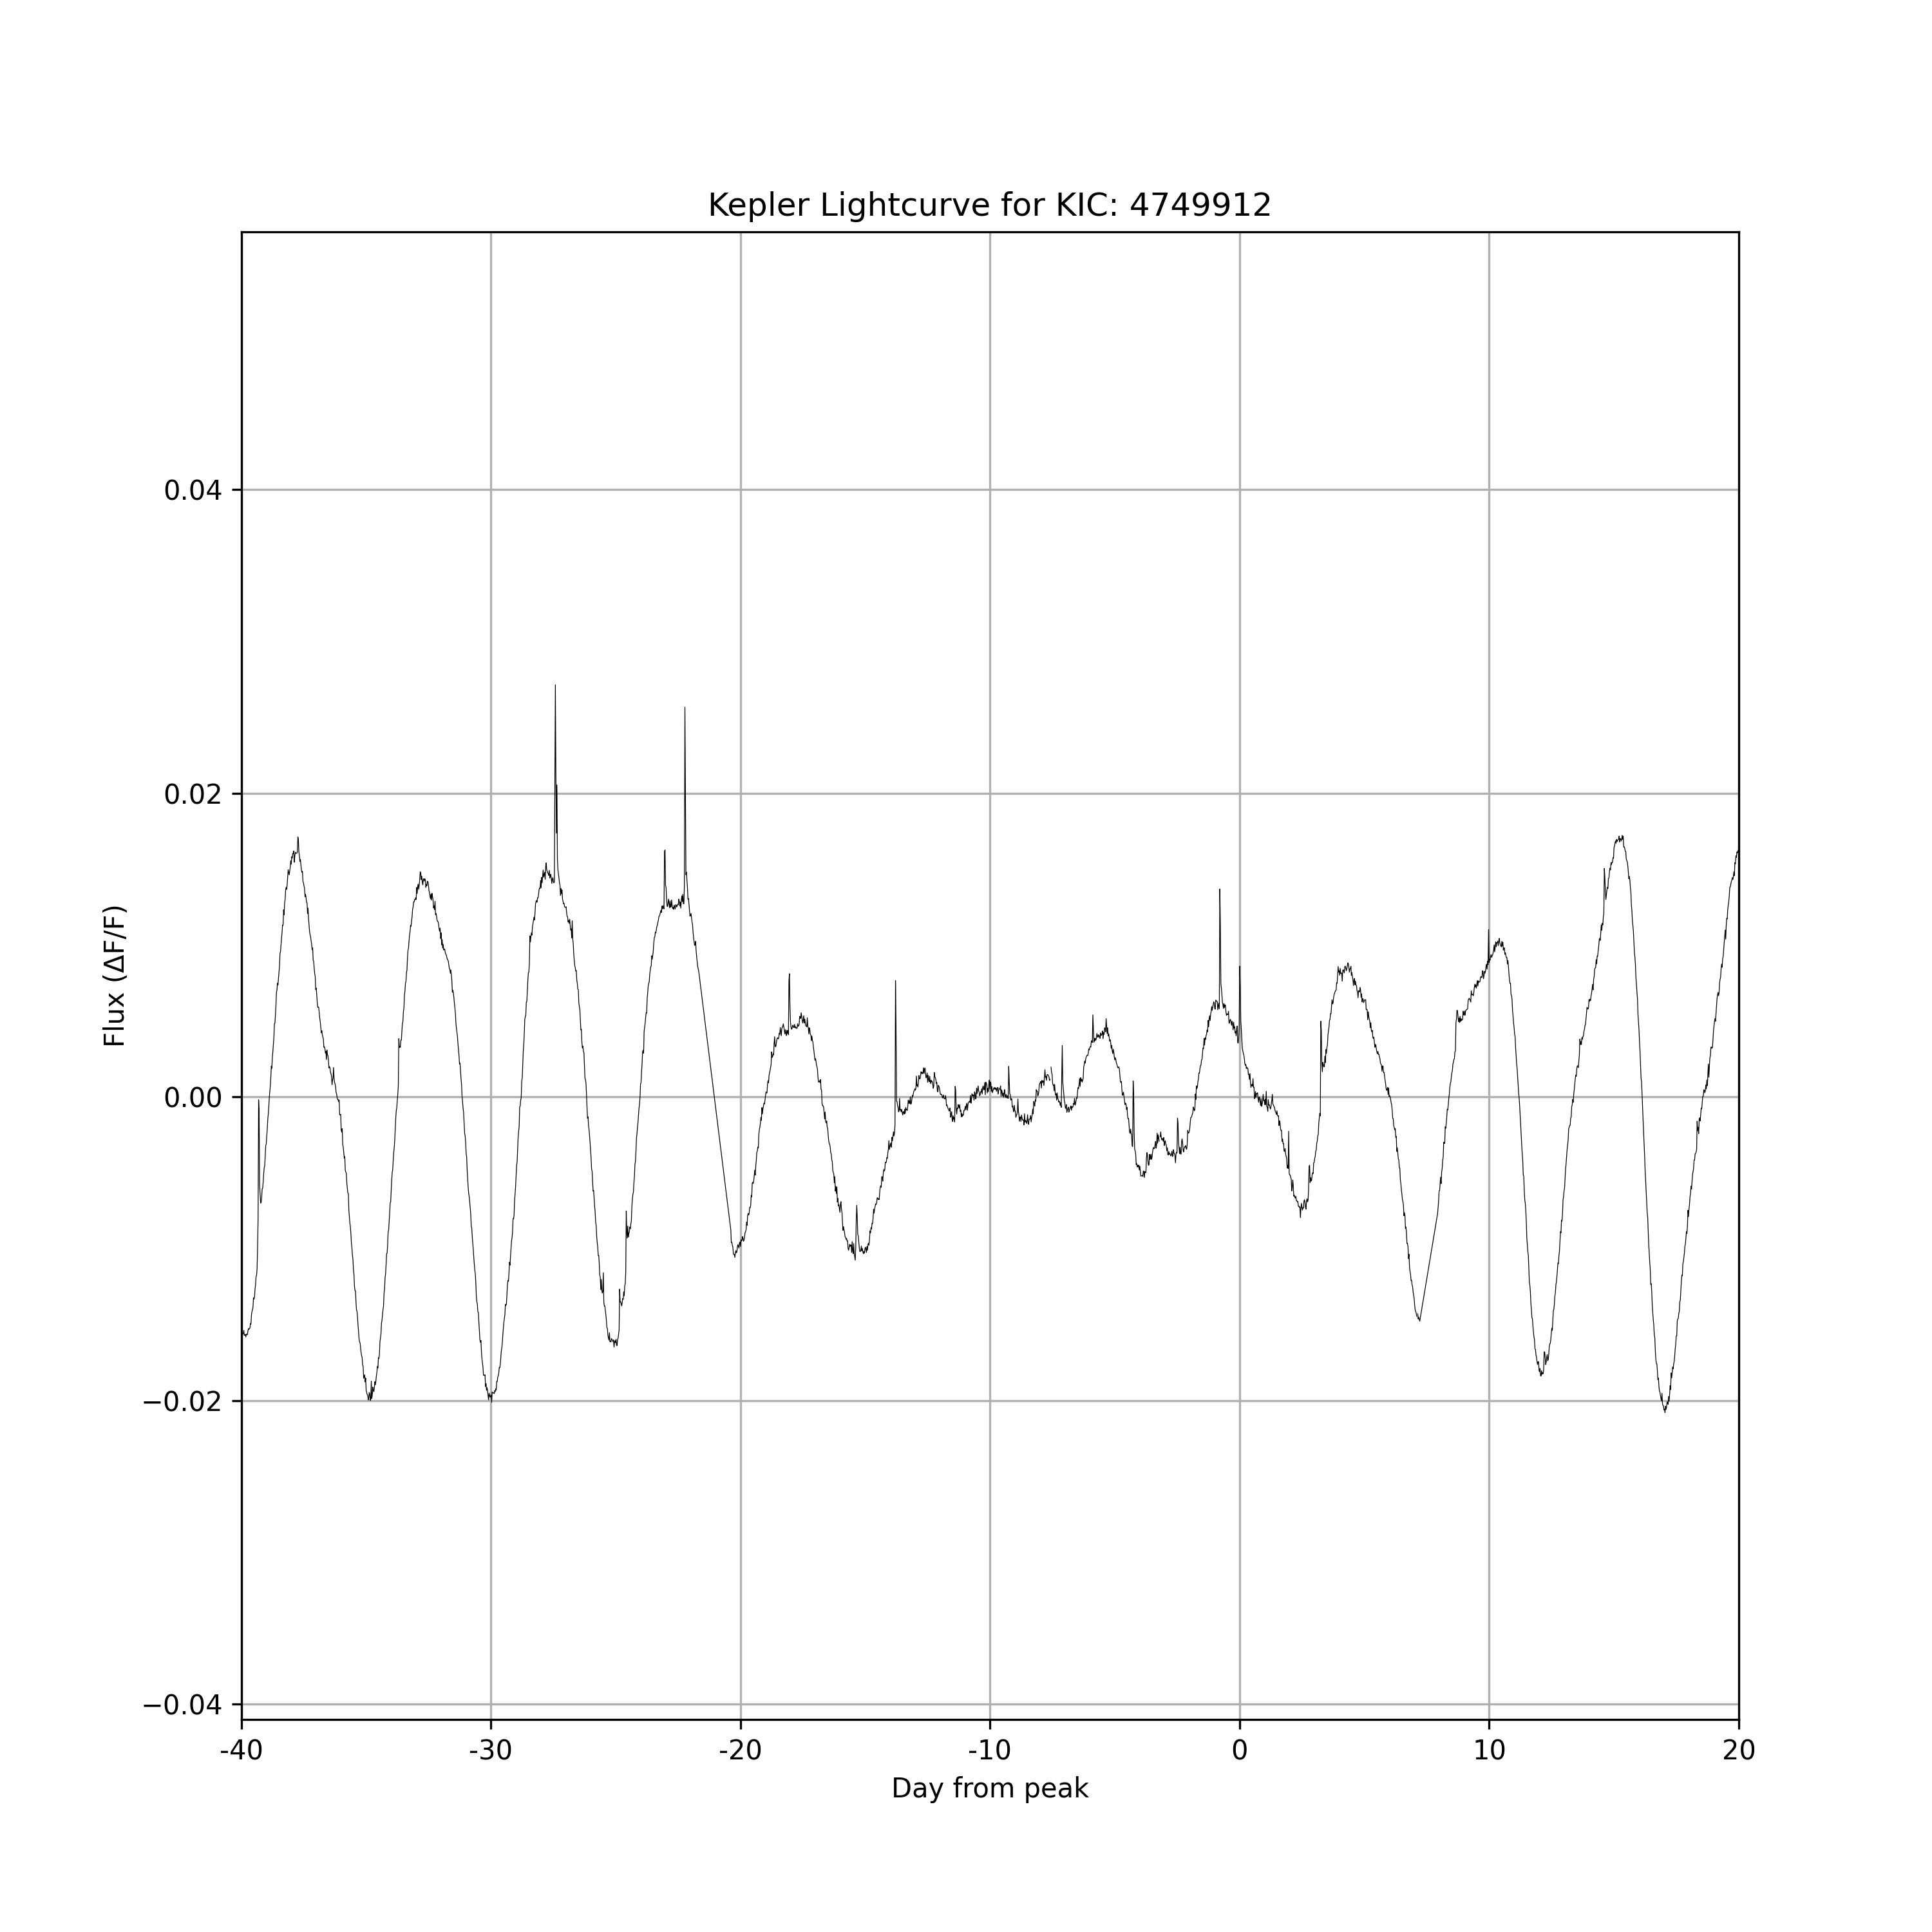 Kepler Lightcurve for KIC: 4749912
Flux (ΔF/F)
0.04
0.02
0.00
−0.02
−0.04
-40 -30 -20 -10 0 10 20
Day from peak